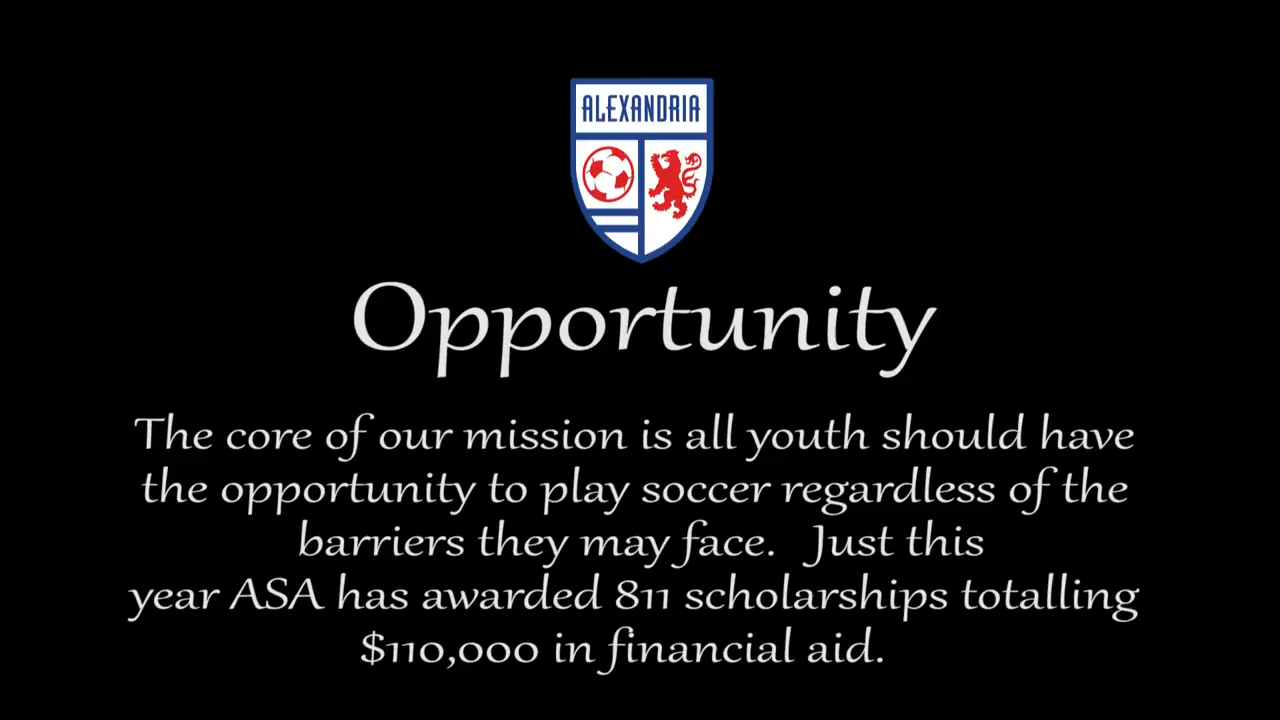 ALEXANDRIA
Opportunity
The core of our mission is all youth should have
the opportunity to play soccer regardless of the
barriers they may face. Just this
year ASA has awarded 811 scholarships totalling
$110,000 in financial aid.